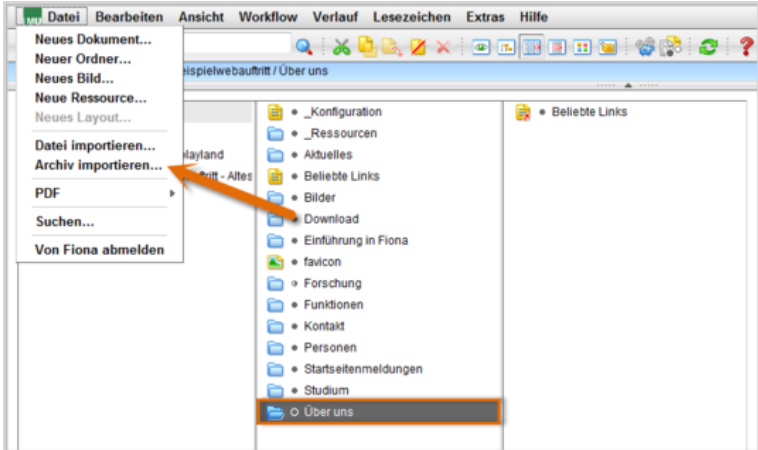 Datei Bearbeiten Ansicht Workflow Verlauf Lesezeichen Extras Hilfe
Neues Dokument...
Neuer Ordner...
Neues Bild...
Neue Ressource...
Neues Layout...
Datei importieren...
Archiv importieren...
PDF
Suchen...
Von Fiona abmelden
eispielwebauftritt / Über uns
playland
auftritt - Altes
_Konfiguration
_Ressourcen
Aktuelles
Beliebte Links
Bilder
Download
Einführung in Fiona
favicon
Forschung
Funktionen
Kontakt
Personen
Startseitenmeldungen
Studium
Über uns
Beliebte Links